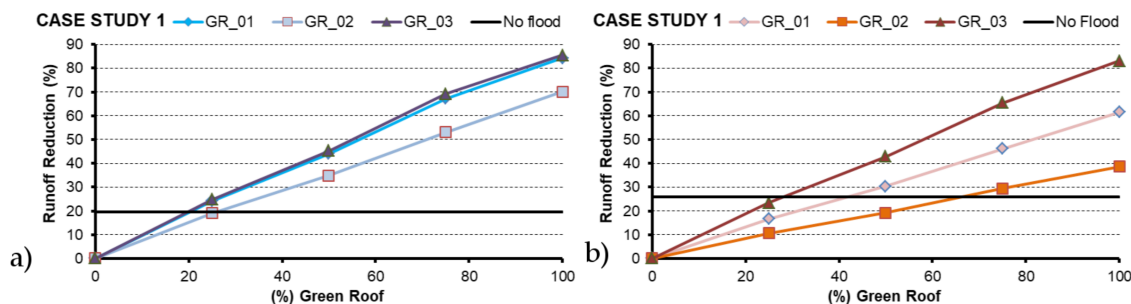 CASE STUDY 1 GR_01 GR_02 GR_03 No flood
90
80
70
60
50
40
30
20
10
0
Runoff Reduction (%)
0 20 40 60 80 100
(%) Green Roof
a)
CASE STUDY 1 GR_01 GR_02 GR_03 No Flood
90
80
70
60
50
40
30
20
10
0
Runoff Reduction (%)
0 20 40 60 80 100
(%) Green Roof
b)